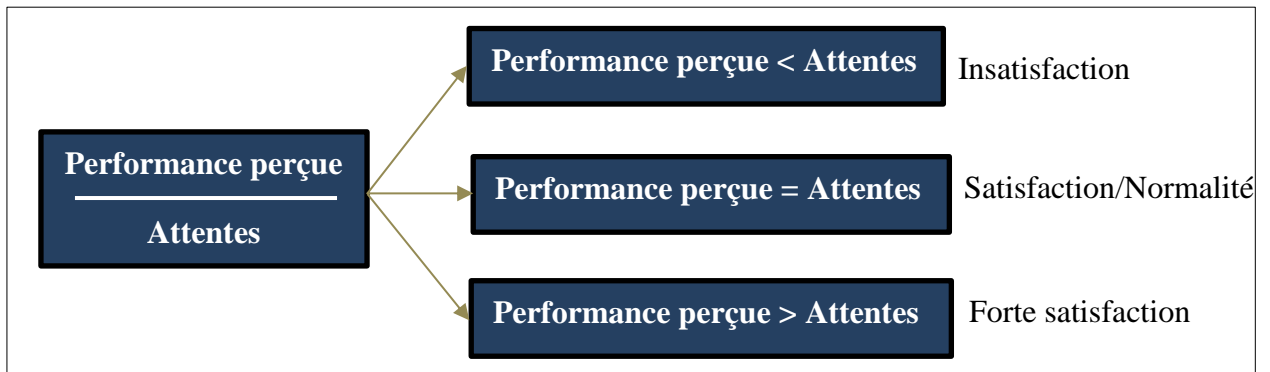 Performance perçue
Attentes
Performance perçue < Attentes
Insatisfaction
Performance perçue = Attentes
Satisfaction/Normalité
Performance perçue > Attentes
Forte satisfaction